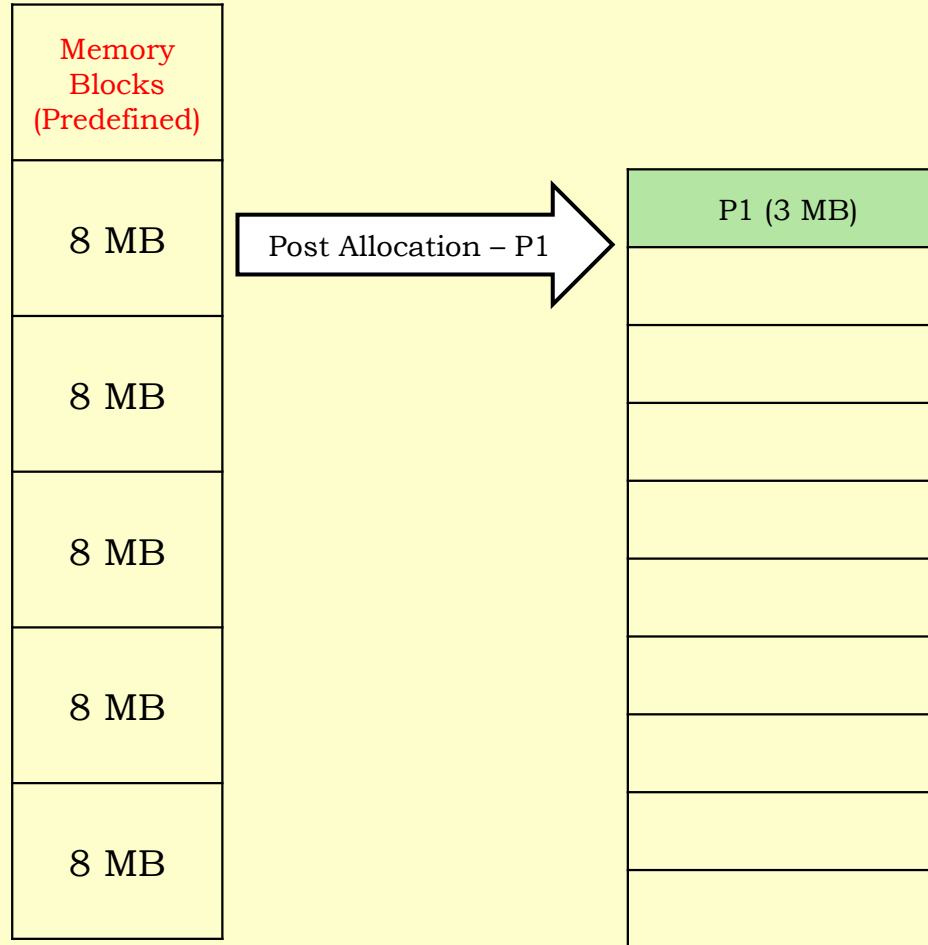 Memory
Blocks
(Predefined)
8 MB
Post Allocation – P1
P1 (3 MB)
8 MB
8 MB
8 MB
8 MB